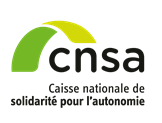 cnsa
Caisse nationale de
solidarité pour l'autonomie